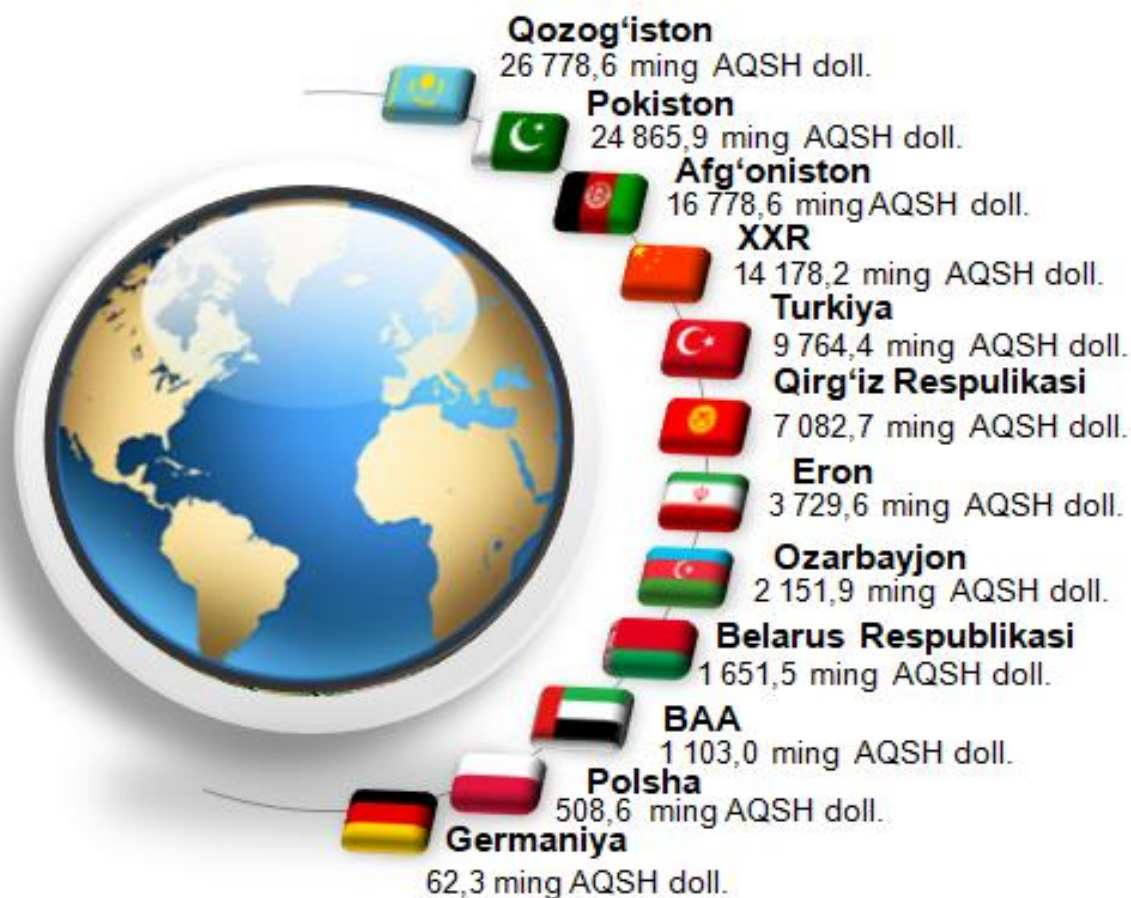 Qozog‘iston
26 778,6 ming AQSH doll.
Pokiston
24 865,9 ming AQSH doll.
Afg‘oniston
16 778,6 ming AQSH doll.
XXR
14 178,2 ming AQSH doll.
Turkiya
9 764,4 ming AQSH doll.
Qirg‘iz Respulikasi
7 082,7 ming AQSH doll.
Eron
3 729,6 ming AQSH doll.
Ozarbayjon
2 151,9 ming AQSH doll.
Belarus Respublikasi
1 651,5 ming AQSH doll.
BAA
1 103,0 ming AQSH doll.
Polsha
508,6 ming AQSH doll.
Germaniya
62,3 ming AQSH doll.